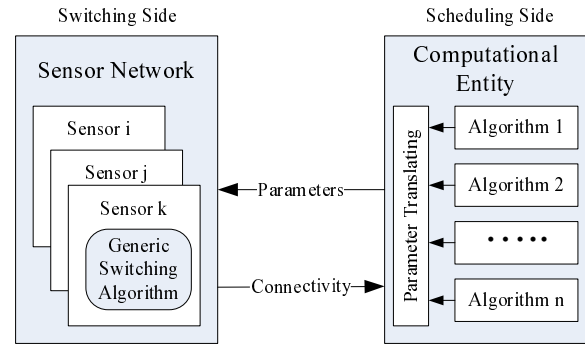 Switching Side
Sensor Network
Sensor i
Sensor j
Sensor k
Generic
Switching
Algorithm
Parameters
Connectivity
Scheduling Side
Computational
Entity
Parameter Translating
Algorithm 1
Algorithm 2
• • • • •
Algorithm n